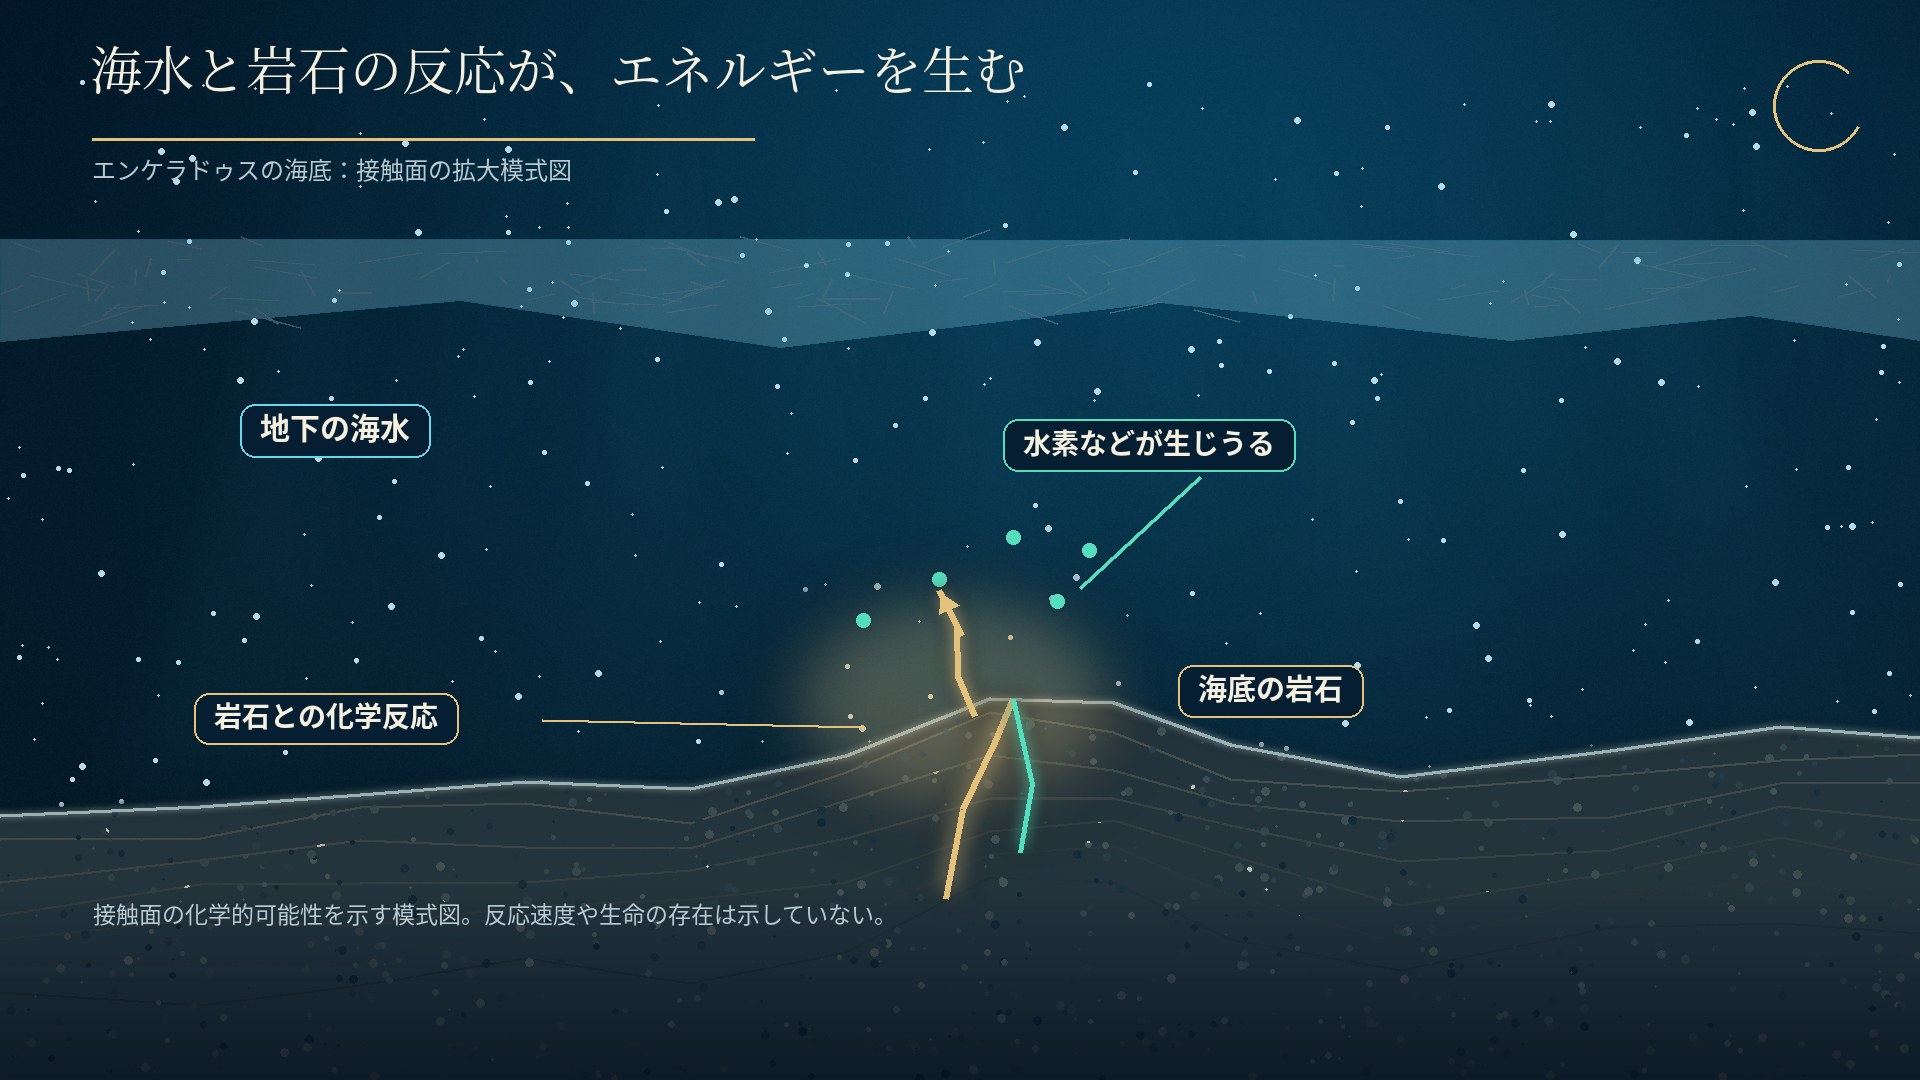 海水と岩石の反応が、エネルギーを生む
エンケラドゥスの海底：接触面の拡大模式図
地下の海水
水素などが生じうる
海底の岩石
岩石との化学反応
接触面の化学的可能性を示す模式図。反応速度や生命の存在は示していない。